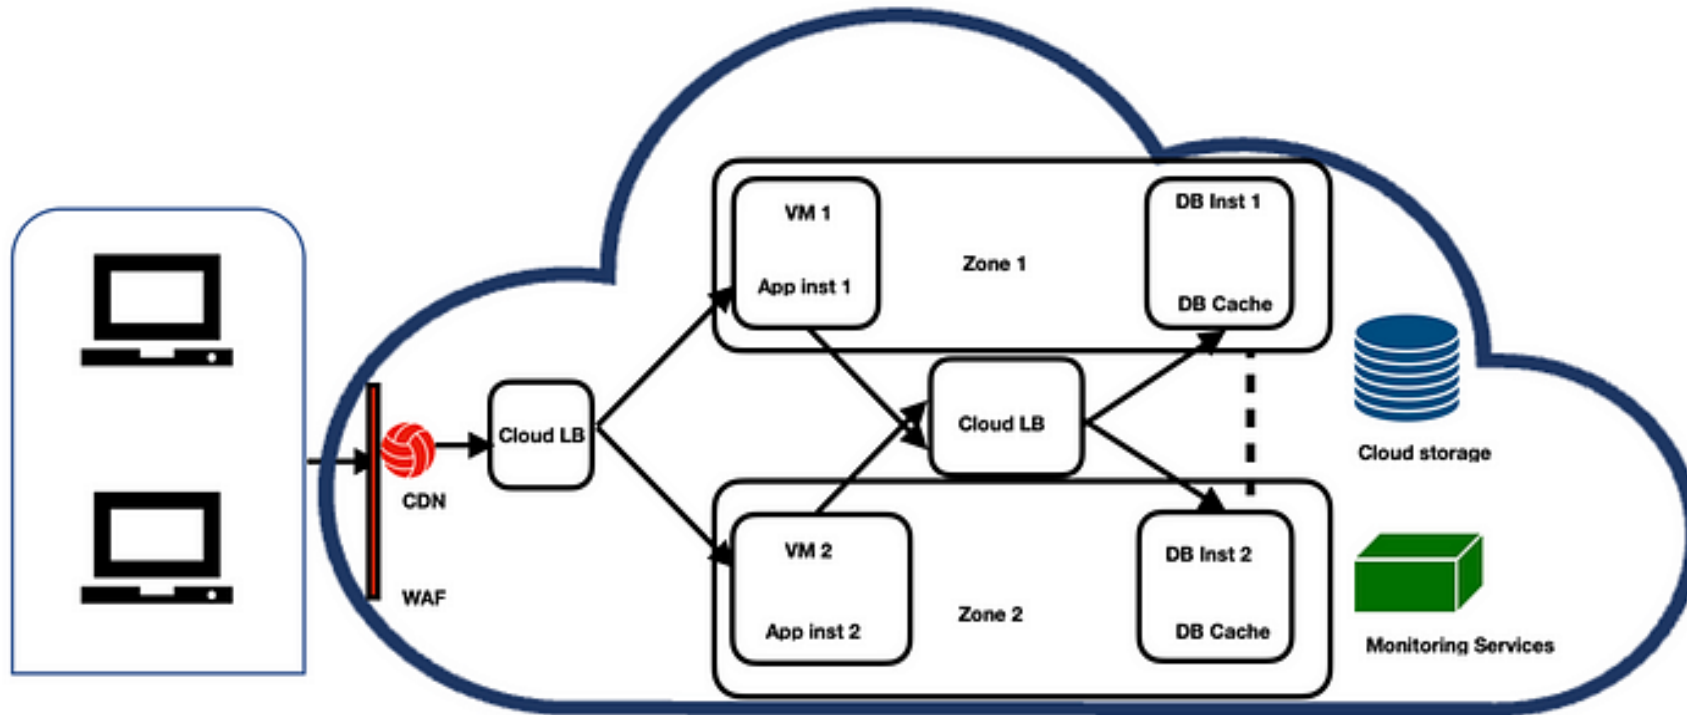 CDN
WAF
Cloud LB
VM 1
App inst 1
Zone 1
DB Inst 1
DB Cache
Cloud LB
VM 2
App inst 2
Zone 2
DB Inst 2
DB Cache
Cloud storage
Monitoring Services